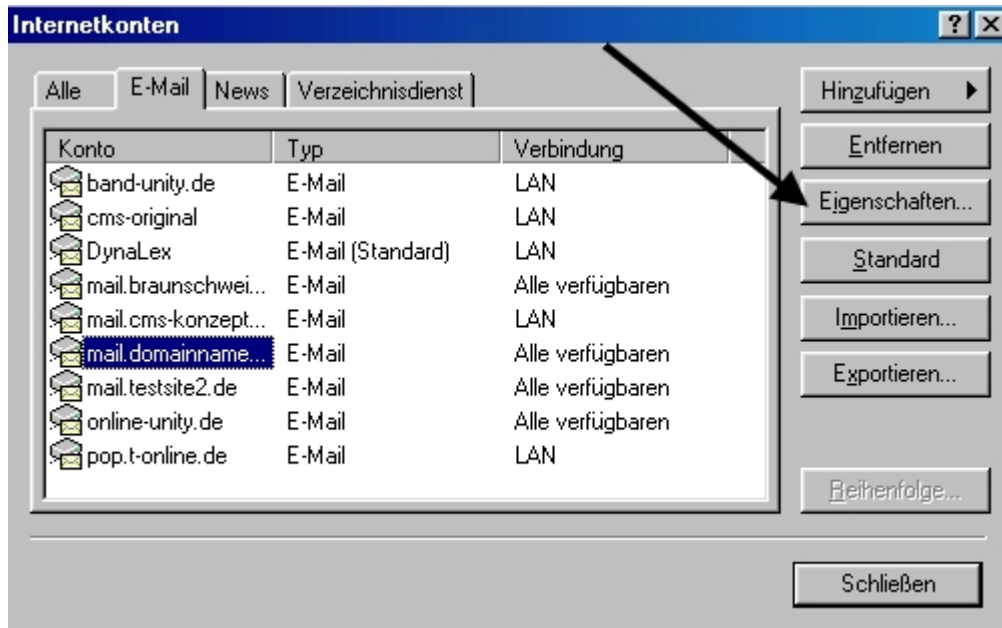 Internetkonten
Alle E-Mail News Verzeichnisdienst
Konto Typ Verbindung
band-unity.de E-Mail LAN
cms-original E-Mail LAN
DynaLex E-Mail (Standard) LAN
mail.braunschwei... E-Mail Alle verfügbaren
mail.cms-konzept... E-Mail LAN
mail.domainname... E-Mail Alle verfügbaren
mail.testsite2.de E-Mail Alle verfügbaren
online-unity.de E-Mail Alle verfügbaren
pop.t-online.de E-Mail LAN
Hinzufügen
Entfernen
Eigenschaften...
Standard
Importieren...
Exportieren...
Reihenfolge...
Schließen